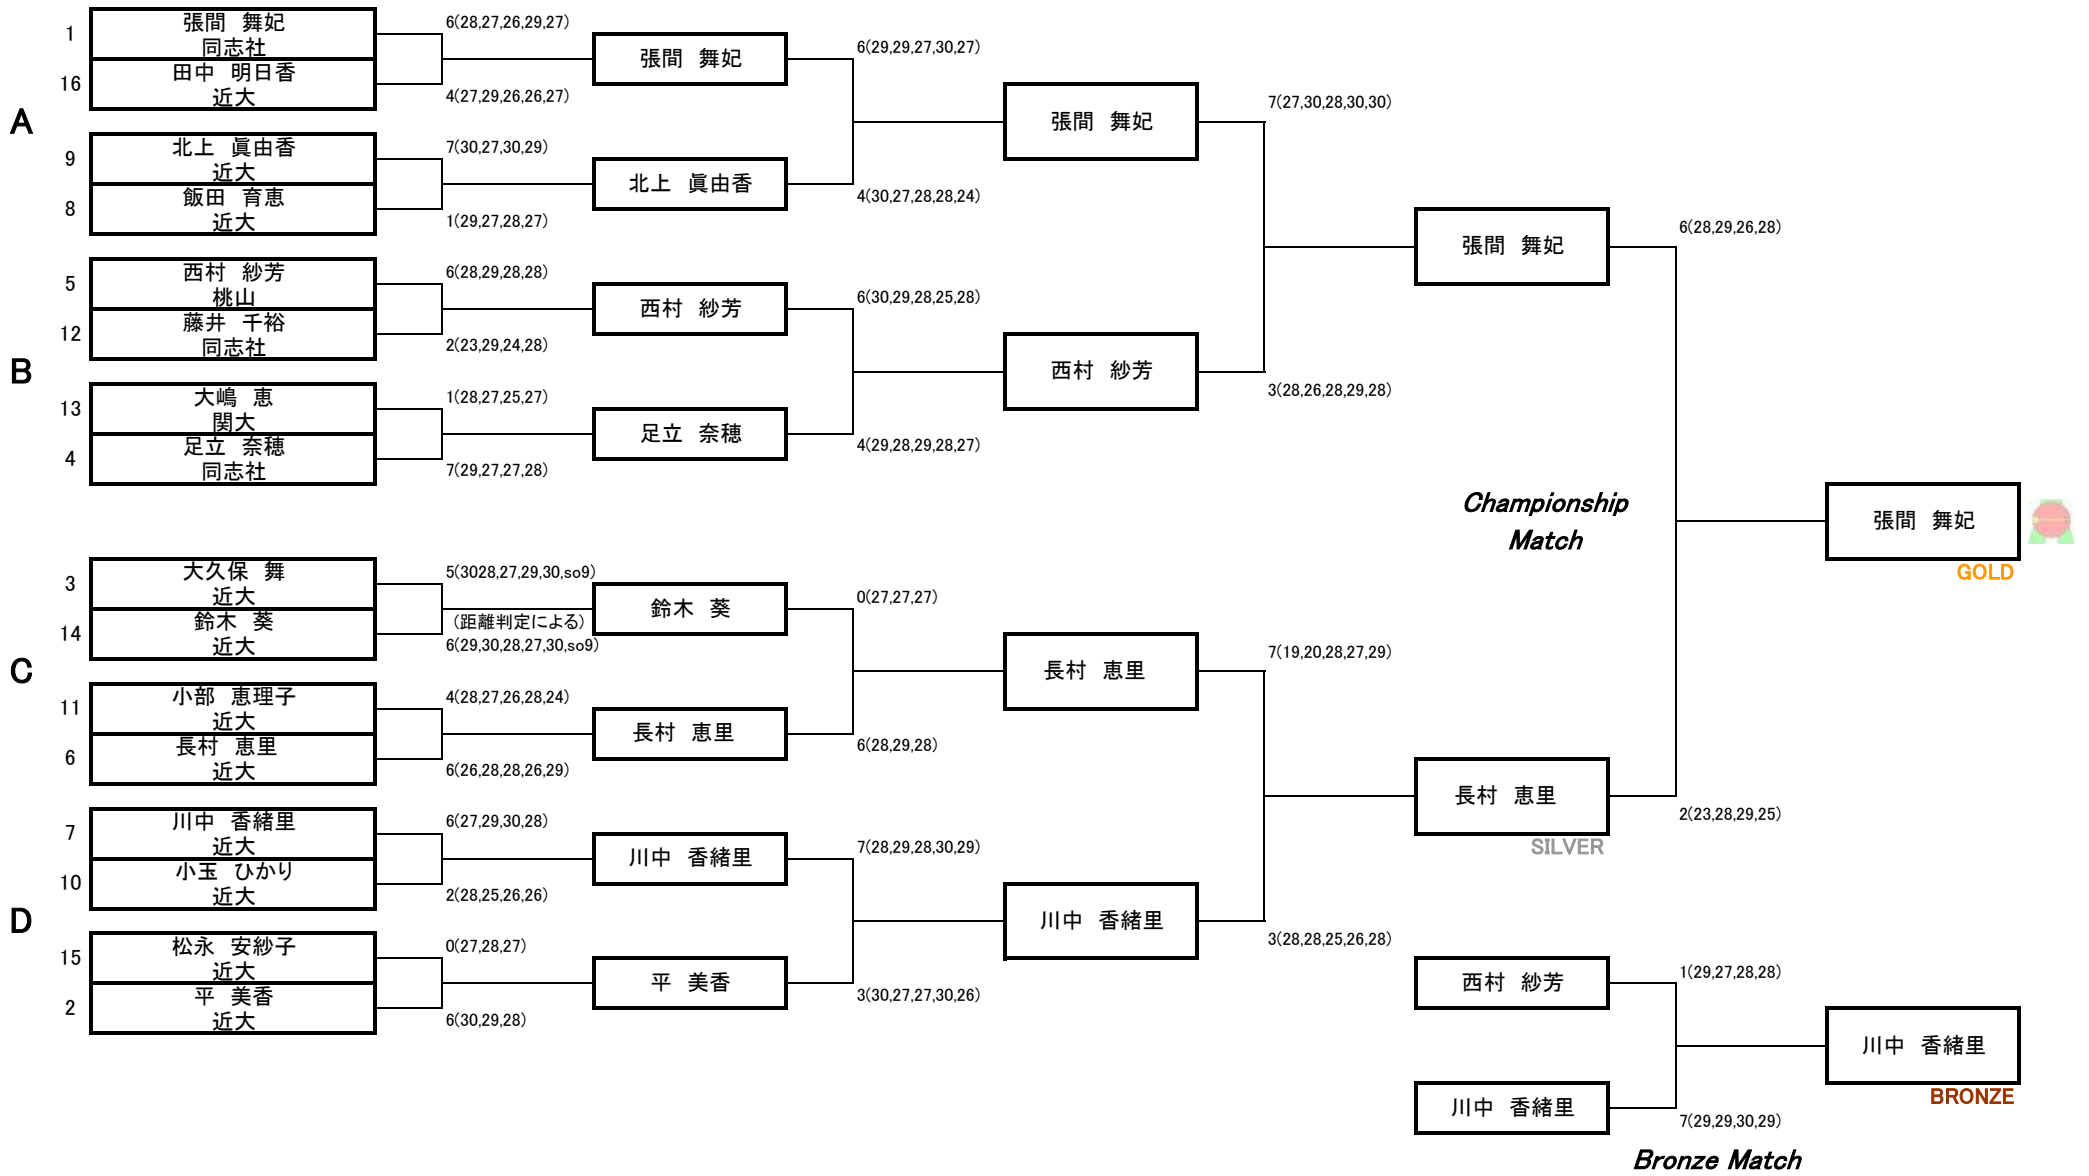 A
1
張間 舞妃
同志社
6(28,27,26,29,27)
16
田中 明日香
近大
4(27,29,26,26,27)
9
北上 眞由香
近大
7(30,27,30,29)
8
飯田 育恵
近大
1(29,27,28,27)
B
5
西村 紗芳
桃山
6(28,29,28,28)
12
藤井 千裕
同志社
2(23,29,24,28)
13
大嶋 恵
関大
1(28,27,25,27)
4
足立 奈穂
同志社
7(29,27,27,28)
C
3
大久保 舞
近大
5(3028,27,29,30,so9)
(距離判定による)
14
鈴木 葵
近大
6(29,30,28,27,30,so9)
11
小部 恵理子
近大
4(28,27,26,28,24)
6
長村 恵里
近大
6(26,28,28,26,29)
D
7
川中 香緒里
近大
6(27,29,30,28)
10
小玉 ひかり
近大
2(28,25,26,26)
15
松永 安紗子
近大
0(27,28,27)
2
平 美香
近大
6(30,29,28)
張間 舞妃
6(29,29,27,30,27)
北上 眞由香
4(30,27,28,28,24)
西村 紗芳
6(30,29,28,25,28)
足立 奈穂
4(29,28,29,28,27)
鈴木 葵
0(27,27,27)
長村 恵里
6(28,29,28)
川中 香緒里
7(28,29,28,30,29)
平 美香
3(30,27,27,30,26)
張間 舞妃
7(27,30,28,30,30)
西村 紗芳
3(28,26,28,29,28)
長村 恵里
7(19,20,28,27,29)
川中 香緒里
3(28,28,25,26,28)
張間 舞妃
6(28,29,26,28)
Championship
Match
長村 恵里
SILVER
2(23,28,29,25)
張間 舞妃
GOLD
西村 紗芳
1(29,27,28,28)
川中 香緒里
7(29,29,30,29)
Bronze Match
川中 香緒里
BRONZE